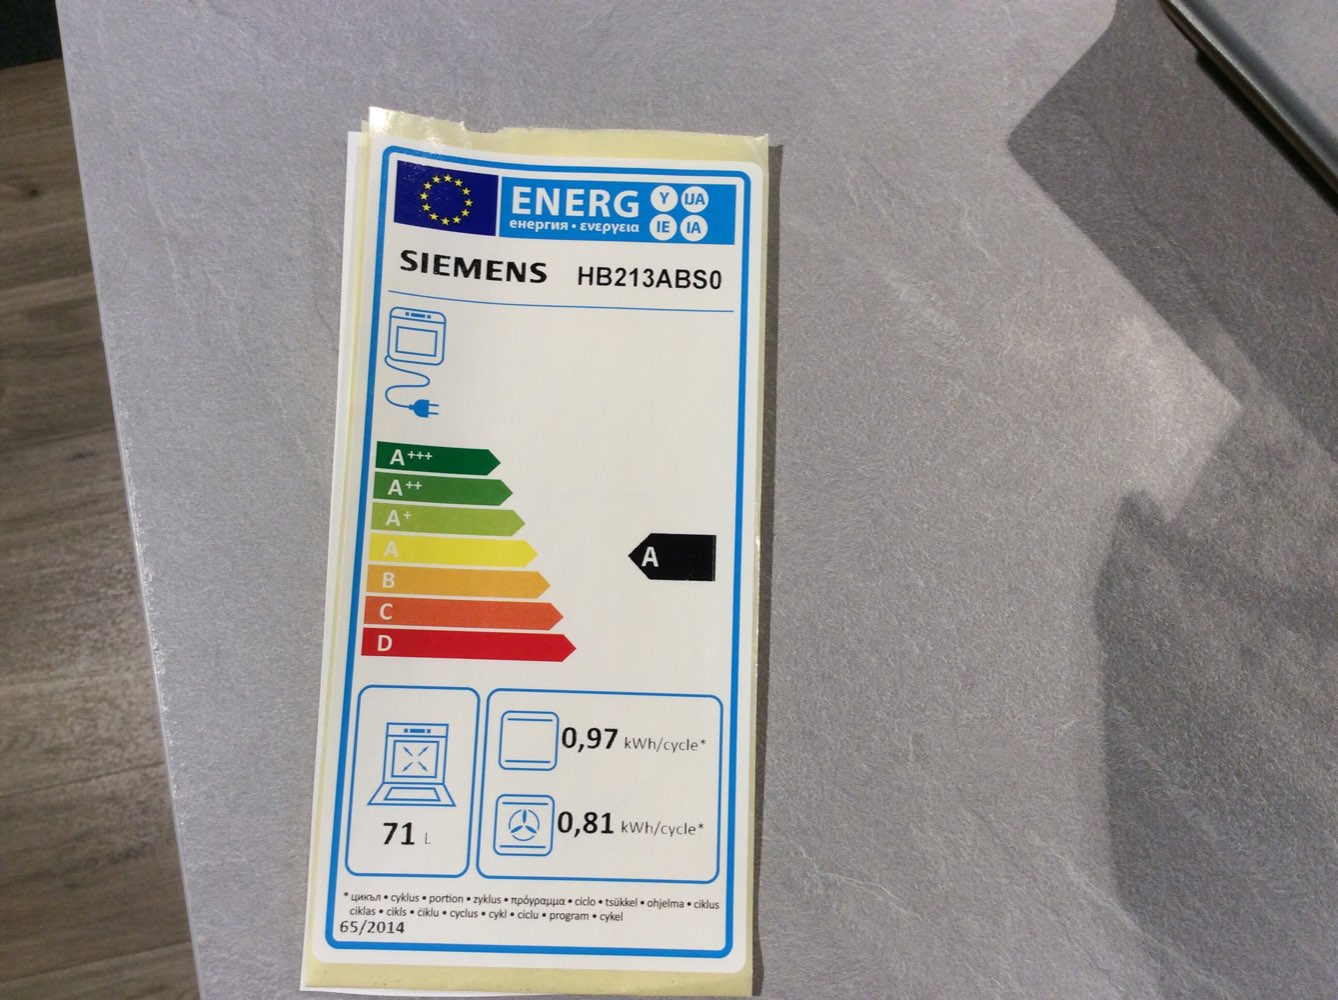 ENERG Y IJA
енергия • ενεργεια IE IA
SIEMENS HB213ABS0
A+++
A++
A+
A
A
B
C
D
0,97 kWh/cycle*
0,81 kWh/cycle*
71 L
* цикъл • cyklus • portion • zyklus • πρόγραμμα • ciclo • tsükkel • ohjelma • ciklus
ciklas • cikls • ċiklu • cyclus • cykl • ciclu • program • cykel
65/2014